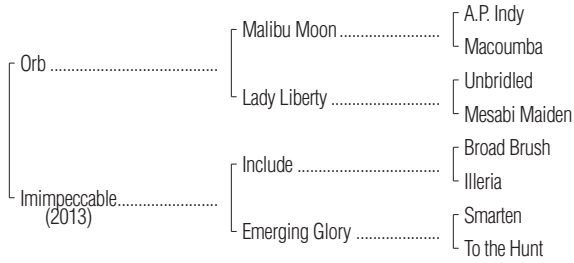 A.P. Indy
Malibu Moon ........................
Macoumba
Orb ........................................
Unbridled
Lady Liberty ..........................
Mesabi Maiden
Broad Brush
Include ..................................
Illeria
Imimpeccable........................
(2013)
Smarten
Emerging Glory ....................
To the Hunt